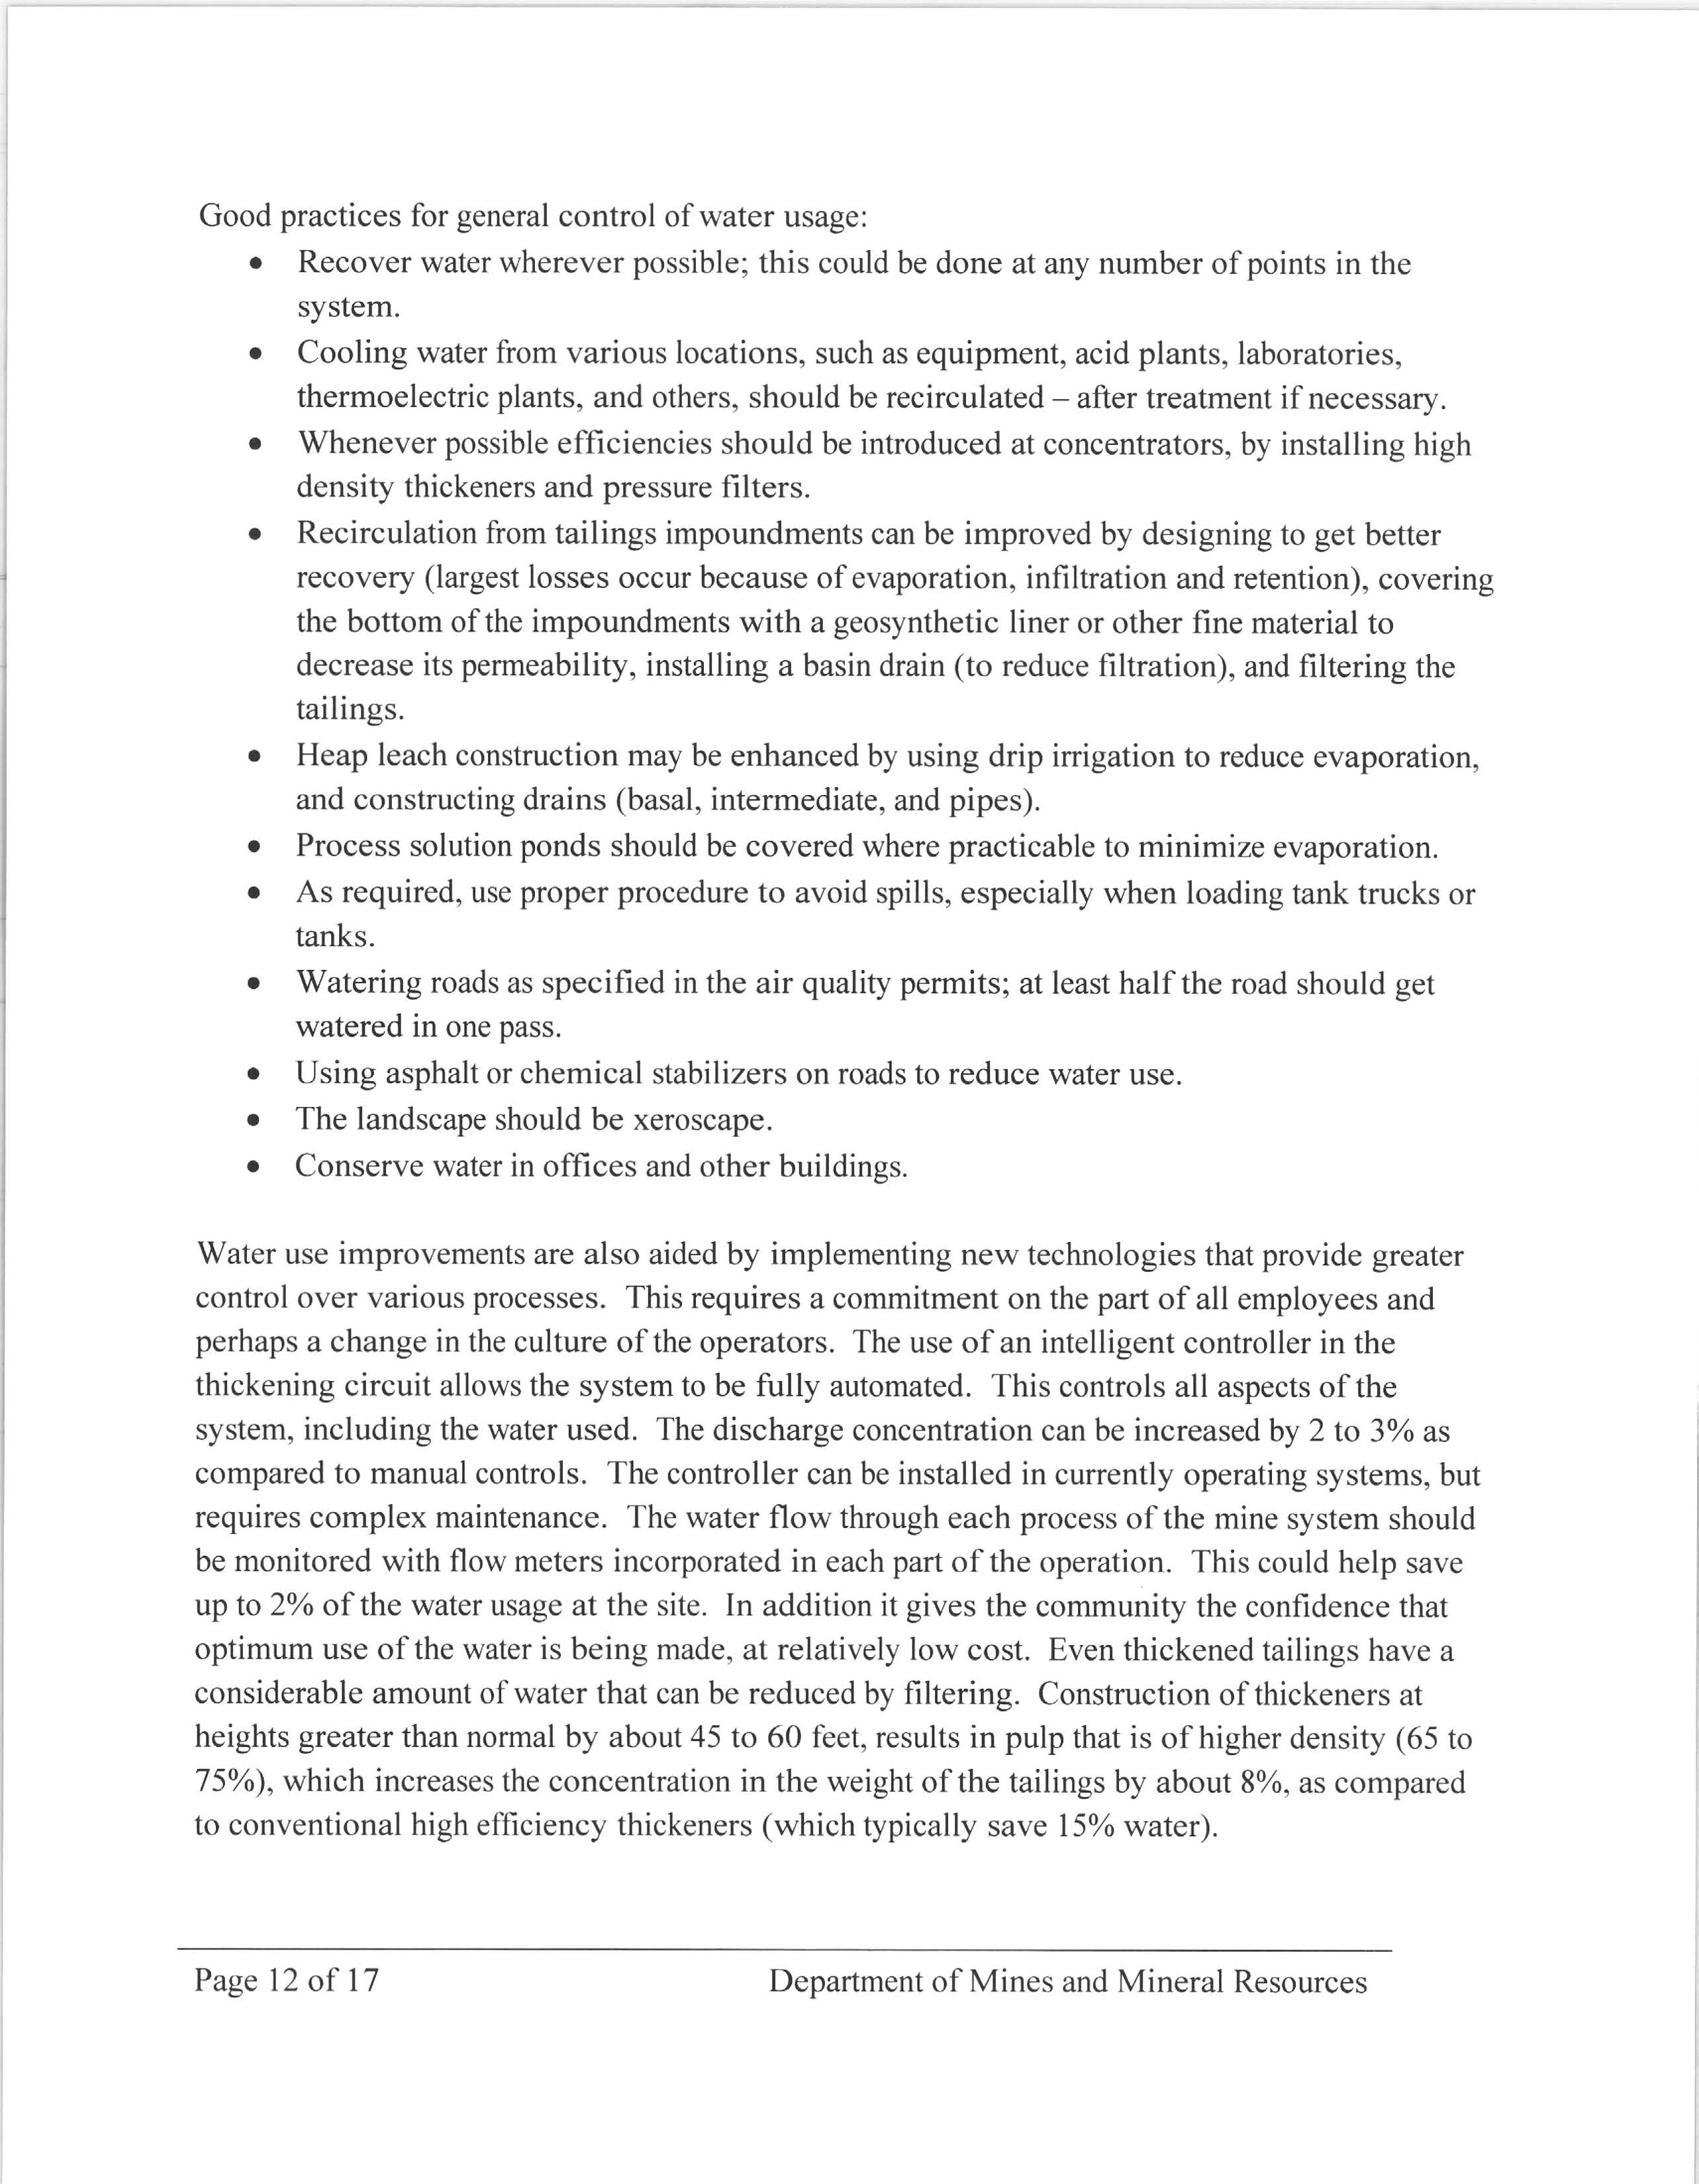 Good practices for general control of water usage:
• Recover water wherever possible; this could be done at any number of points in the
system.
• Cooling water from various locations, such as equipment, acid plants, laboratories,
thermoelectric plants, and others, should be recirculated – after treatment if necessary.
• Whenever possible efficiencies should be introduced at concentrators, by installing high
density thickeners and pressure filters.
• Recirculation from tailings impoundments can be improved by designing to get better
recovery (largest losses occur because of evaporation, infiltration and retention), covering
the bottom of the impoundments with a geosynthetic liner or other fine material to
decrease its permeability, installing a basin drain (to reduce filtration), and filtering the
tailings.
• Heap leach construction may be enhanced by using drip irrigation to reduce evaporation,
and constructing drains (basal, intermediate, and pipes).
• Process solution ponds should be covered where practicable to minimize evaporation.
• As required, use proper procedure to avoid spills, especially when loading tank trucks or
tanks.
• Watering roads as specified in the air quality permits; at least half the road should get
watered in one pass.
• Using asphalt or chemical stabilizers on roads to reduce water use.
• The landscape should be xeroscape.
• Conserve water in offices and other buildings.
Water use improvements are also aided by implementing new technologies that provide greater
control over various processes. This requires a commitment on the part of all employees and
perhaps a change in the culture of the operators. The use of an intelligent controller in the
thickening circuit allows the system to be fully automated. This controls all aspects of the
system, including the water used. The discharge concentration can be increased by 2 to 3% as
compared to manual controls. The controller can be installed in currently operating systems, but
requires complex maintenance. The water flow through each process of the mine system should
be monitored with flow meters incorporated in each part of the operation. This could help save
up to 2% of the water usage at the site. In addition it gives the community the confidence that
optimum use of the water is being made, at relatively low cost. Even thickened tailings have a
considerable amount of water that can be reduced by filtering. Construction of thickeners at
heights greater than normal by about 45 to 60 feet, results in pulp that is of higher density (65 to
75%), which increases the concentration in the weight of the tailings by about 8%, as compared
to conventional high efficiency thickeners (which typically save 15% water).
Page 12 of 17 Department of Mines and Mineral Resources